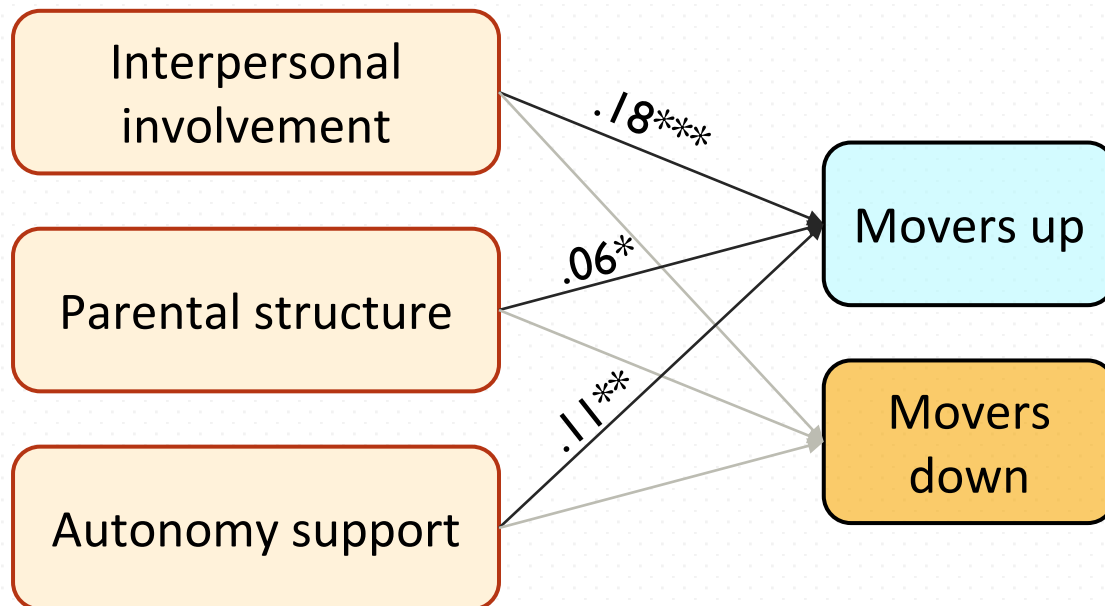 Interpersonal
involvement
.18***
Movers up
.06*
Parental structure
Movers
down
.11**
Autonomy support